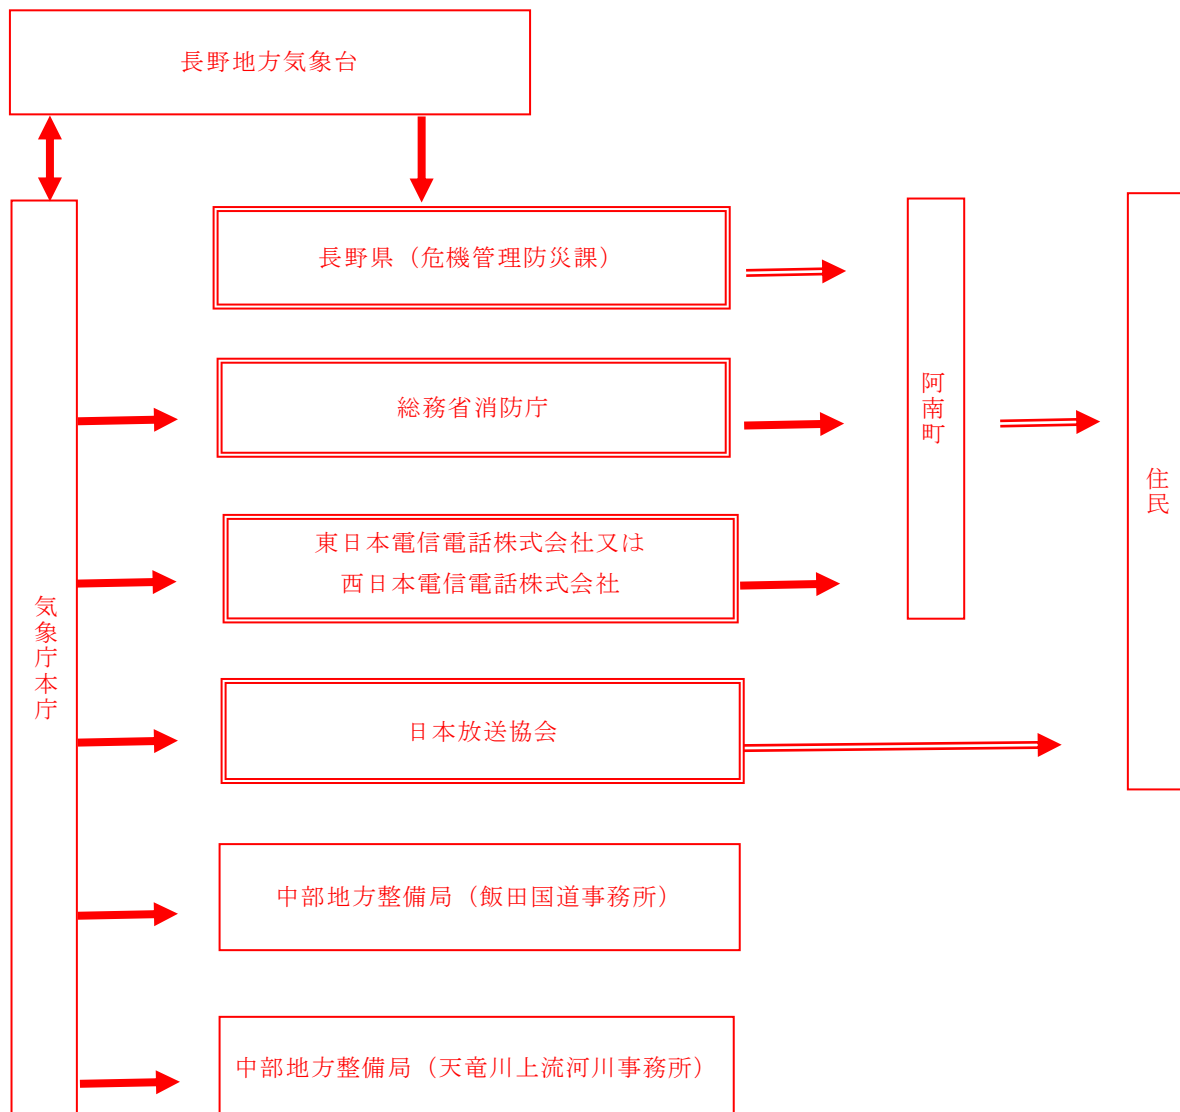 長野地方気象台
長野県（危機管理防災課）
総務省消防庁
阿南町
東日本電信電話株式会社又は
西日本電信電話株式会社
住民
気象庁本庁
日本放送協会
中部地方整備局（飯田国道事務所）
中部地方整備局（天竜川上流河川事務所）